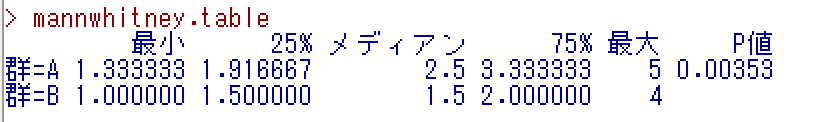 > mannwhitney.table
最小 25% メディアン 75% 最大 P値
群=A 1.333333 1.916667 2.5 3.333333 5 0.00353
群=B 1.000000 1.500000 1.5 2.000000 4